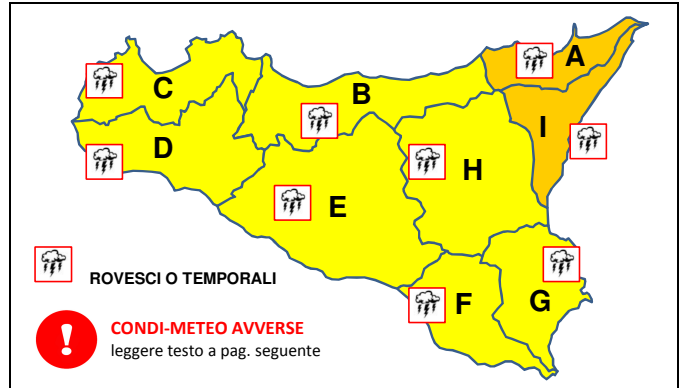 A
C
B
I
D
H
E
ROVESCI O TEMPORALI
F
G
CONDI-METEO AVVERSE
leggere testo a pag. seguente